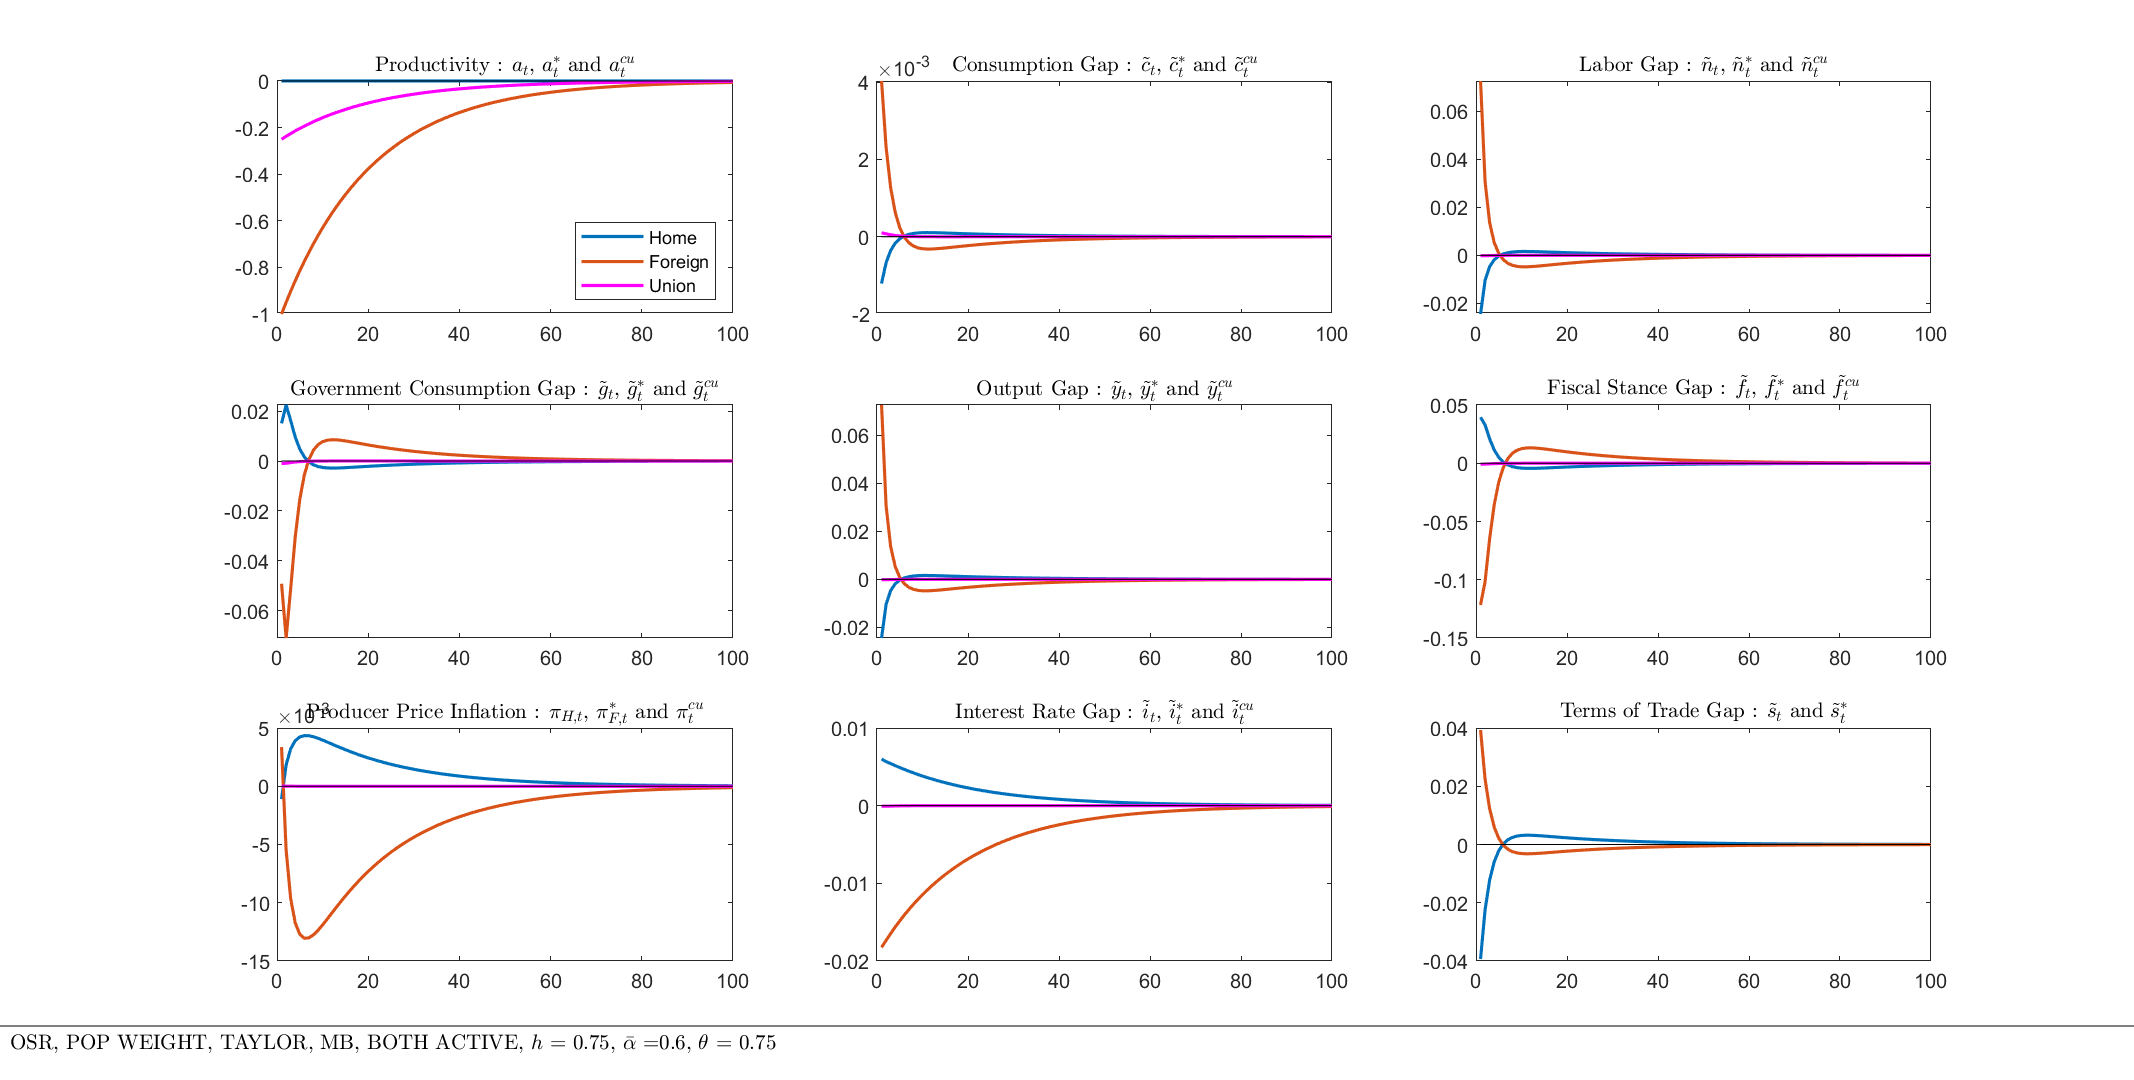 Productivity : $a_t$, $a_t^*$ and $a_t^{cu}$
0
-0.2
-0.4
-0.6
-0.8
-1
0 20 40 60 80 100
Home
Foreign
Union
Consumption Gap : $\tilde{c}_t$, $\tilde{c}_t^*$ and $\tilde{c}_t^{cu}$
×10⁻³
4
2
0
-2
0 20 40 60 80 100
Labor Gap : $\tilde{n}_t$, $\tilde{n}_t^*$ and $\tilde{n}_t^{cu}$
0.06
0.04
0.02
0
-0.02
0 20 40 60 80 100
Government Consumption Gap : $\tilde{g}_t$, $\tilde{g}_t^*$ and $\tilde{g}_t^{cu}$
0.02
0
-0.02
-0.04
-0.06
0 20 40 60 80 100
Output Gap : $\tilde{y}_t$, $\tilde{y}_t^*$ and $\tilde{y}_t^{cu}$
0.06
0.04
0.02
0
-0.02
0 20 40 60 80 100
Fiscal Stance Gap : $\tilde{f}_t$, $\tilde{f}_t^*$ and $\tilde{f}_t^{cu}$
0.05
0
-0.05
-0.1
-0.15
0 20 40 60 80 100
Producer Price Inflation : $\pi_{H,t}$, $\pi_{F,t}^*$ and $\pi_t^{cu}$
×10⁻³
5
0
-5
-10
-15
0 20 40 60 80 100
Interest Rate Gap : $\tilde{i}_t$, $\tilde{i}_t^*$ and $\tilde{i}_t^{cu}$
0.01
0
-0.01
-0.02
0 20 40 60 80 100
Terms of Trade Gap : $\tilde{s}_t$ and $\tilde{s}_t^*$
0.04
0.02
0
-0.02
-0.04
0 20 40 60 80 100
OSR, POP WEIGHT, TAYLOR, MB, BOTH ACTIVE, $h$ = 0.75, $\bar{\alpha}$ =0.6, $\theta$ = 0.75